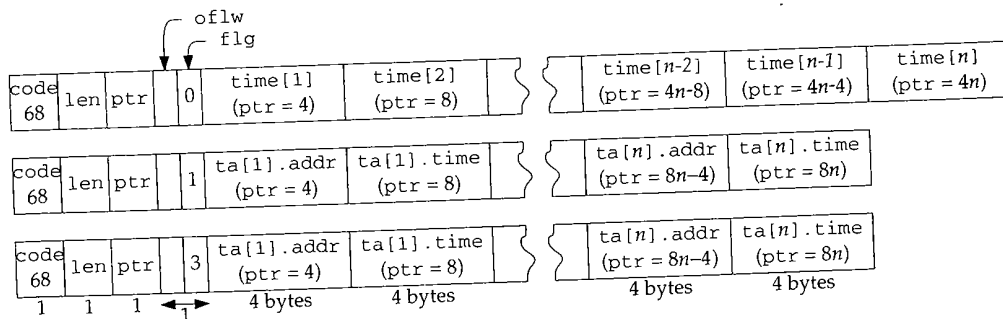 oflw
flg
code 68 len ptr 0 time[1] (ptr = 4) time[2] (ptr = 8) time[n-2] (ptr = 4n-8) time[n-1] (ptr = 4n-4) time[n] (ptr = 4n)
code 68 len ptr 1 ta[1].addr (ptr = 4) ta[1].time (ptr = 8) ta[n].addr (ptr = 8n–4) ta[n].time (ptr = 8n)
code 68 len ptr 3 ta[1].addr (ptr = 4) ta[1].time (ptr = 8) ta[n].addr (ptr = 8n–4) ta[n].time (ptr = 8n)
1 1 1 1 4 bytes 4 bytes 4 bytes 4 bytes